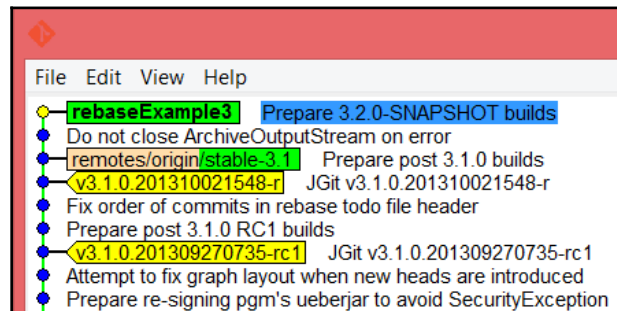 File Edit View Help
rebaseExample3 Prepare 3.2.0-SNAPSHOT builds
Do not close ArchiveOutputStream on error
remotes/origin/stable-3.1 Prepare post 3.1.0 builds
v3.1.0.201310021548-r JGit v3.1.0.201310021548-r
Fix order of commits in rebase todo file header
Prepare post 3.1.0 RC1 builds
v3.1.0.201309270735-rc1 JGit v3.1.0.201309270735-rc1
Attempt to fix graph layout when new heads are introduced
Prepare re-signing pgm's ueberjar to avoid SecurityException